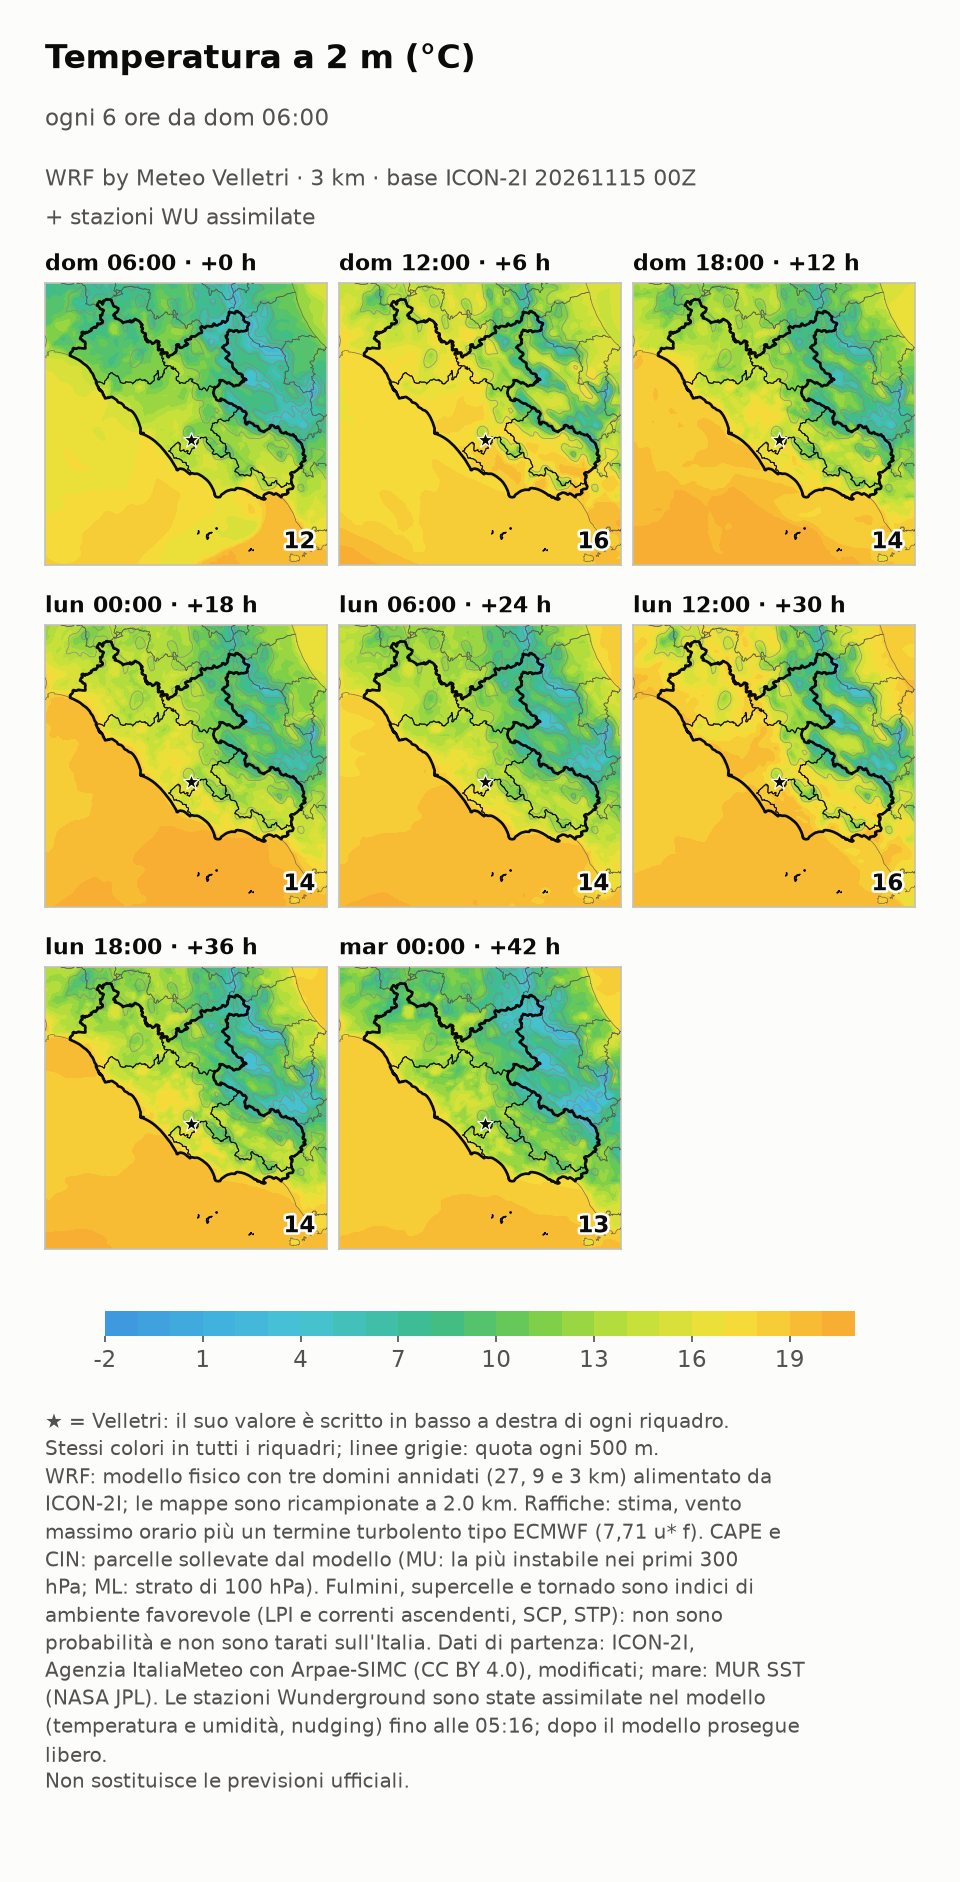 Temperatura a 2 m (°C)
ogni 6 ore da dom 06:00
WRF by Meteo Velletri · 3 km · base ICON-2I 20261115 00Z
+ stazioni WU assimilate
dom 06:00 · +0 h
dom 12:00 · +6 h
dom 18:00 · +12 h
12
16
14
lun 00:00 · +18 h
lun 06:00 · +24 h
lun 12:00 · +30 h
14
14
16
lun 18:00 · +36 h
mar 00:00 · +42 h
14
13
-2 1 4 7 10 13 16 19
★ = Velletri: il suo valore è scritto in basso a destra di ogni riquadro.
Stessi colori in tutti i riquadri; linee grigie: quota ogni 500 m.
WRF: modello fisico con tre domini annidati (27, 9 e 3 km) alimentato da
ICON-2I; le mappe sono ricampionate a 2.0 km. Raffiche: stima, vento
massimo orario più un termine turbolento tipo ECMWF (7,71 u* f). CAPE e
CIN: parcelle sollevate dal modello (MU: la più instabile nei primi 300
hPa; ML: strato di 100 hPa). Fulmini, supercelle e tornado sono indici di
ambiente favorevole (LPI e correnti ascendenti, SCP, STP): non sono
probabilità e non sono tarati sull'Italia. Dati di partenza: ICON-2I,
Agenzia ItaliaMeteo con Arpae-SIMC (CC BY 4.0), modificati; mare: MUR SST
(NASA JPL). Le stazioni Wunderground sono state assimilate nel modello
(temperatura e umidità, nudging) fino alle 05:16; dopo il modello prosegue
libero.
Non sostituisce le previsioni ufficiali.